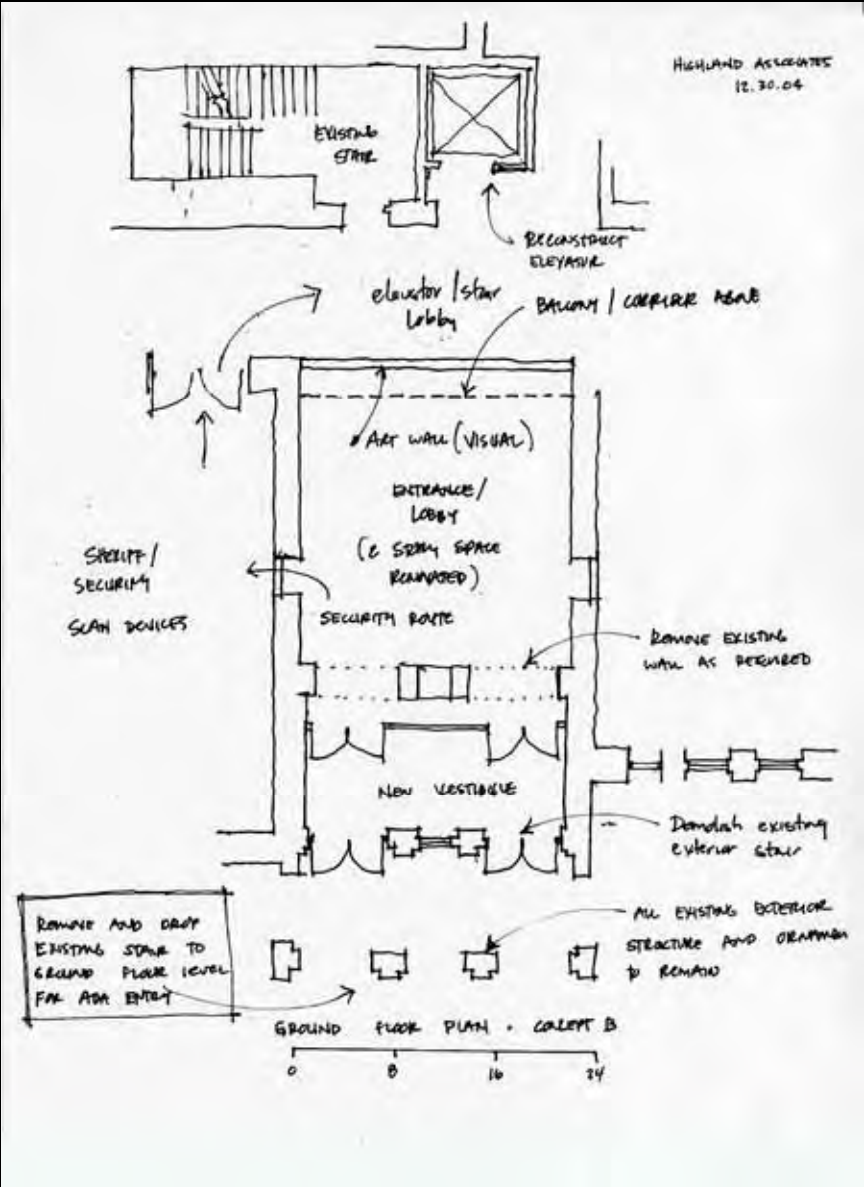 HIGHLAND ASSOCIATES
12.30.04
EXISTING
STAIR
RECONSTRUCT
ELEVATOR
elevator/stair
lobby
BALCONY / CORRIDOR ABOVE
ART WALL (VISUAL)
ENTRANCE/
LOBBY
(2 STORY SPACE
RENOVATED)
SHERIFF/
SECURITY
SCAN DEVICES
SECURITY ROUTE
REMOVE EXISTING
WALL AS REQUIRED
NEW VESTIBULE
Demolish existing
exterior stair
REMOVE AND DROP
EXISTING STAIR TO
GROUND FLOOR LEVEL
FOR ADA ENTRY
ALL EXISTING EXTERIOR
STRUCTURE AND ORNAMEN
to REMAIN
GROUND FLOOR PLAN . CONCEPT B
0 8 16 24